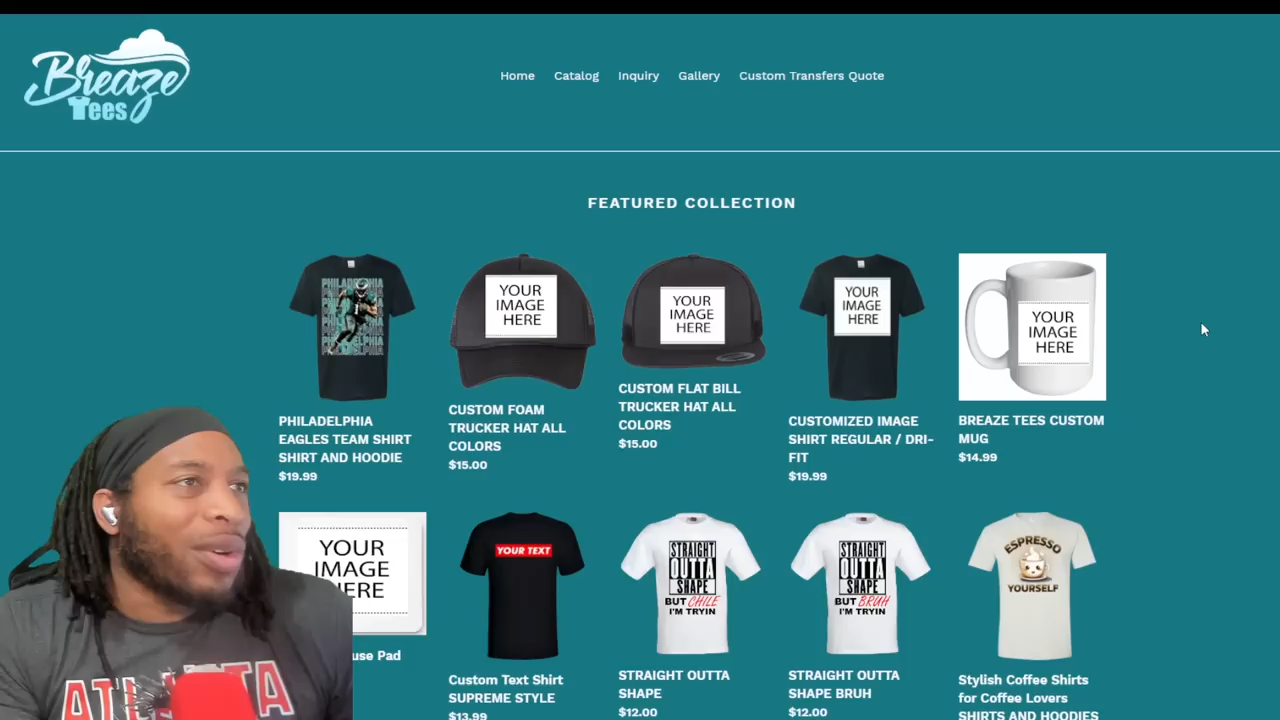 Breaze
Tees
Home
Catalog
Inquiry
Gallery
Custom Transfers Quote
FEATURED COLLECTION
PHILADELPHIA
PHILADELPHIA
PHILADELPHIA
EAGLES TEAM SHIRT
SHIRT AND HOODIE
$19.99
YOUR
IMAGE
HERE
CUSTOM FOAM
TRUCKER HAT ALL
COLORS
$15.00
YOUR
IMAGE
HERE
CUSTOM FLAT BILL
TRUCKER HAT ALL
COLORS
$15.00
YOUR
IMAGE
HERE
CUSTOMIZED IMAGE
SHIRT REGULAR / DRI-
FIT
$19.99
YOUR
IMAGE
HERE
BREAZE TEES CUSTOM
MUG
$14.99
YOUR
IMAGE
HERE
use Pad
YOUR TEXT
Custom Text Shirt
SUPREME STYLE
$13.99
STRAIGHT
OUTTA
SHAPE
BUT CHILE
I'M TRYIN
STRAIGHT OUTTA
SHAPE
$12.00
STRAIGHT
OUTTA
SHAPE
BUT BRUH
I'M TRYIN
STRAIGHT OUTTA
SHAPE BRUH
$12.00
ESPRESSO
YOURSELF
Stylish Coffee Shirts
for Coffee Lovers
SHIRTS AND HOODIES